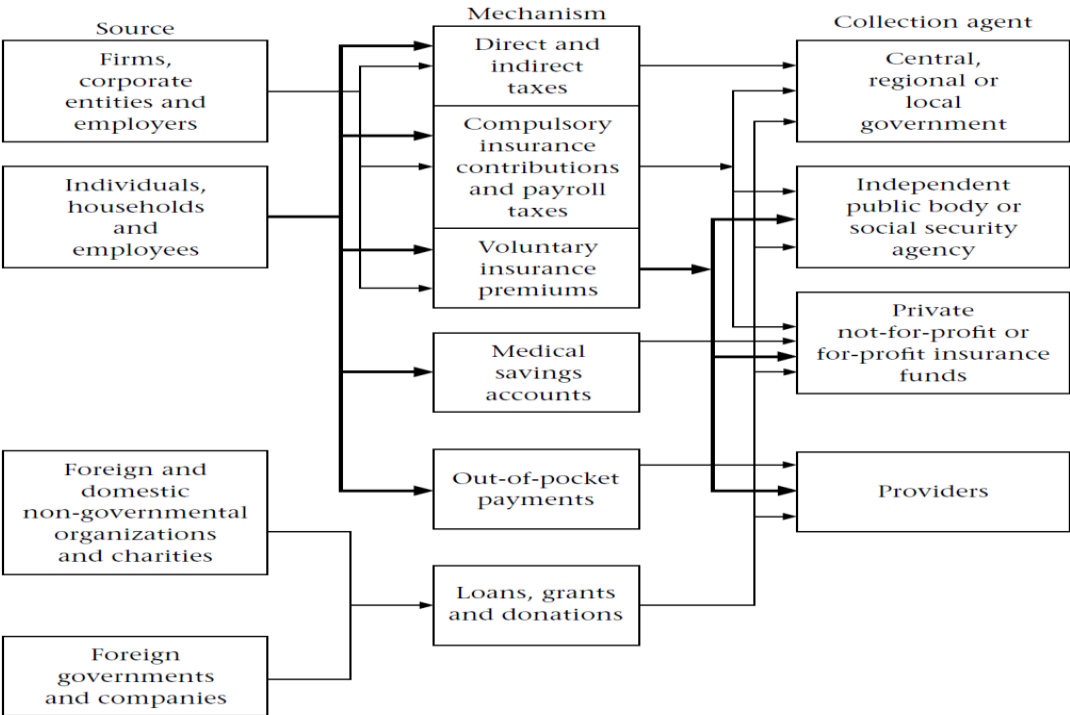 Source
Firms,
corporate
entities and
employers
Individuals,
households
and
employees
Foreign and
domestic
non-governmental
organizations
and charities
Foreign
governments
and companies
Mechanism
Direct and
indirect
taxes
Compulsory
insurance
contributions
and payroll
taxes
Voluntary
insurance
premiums
Medical
savings
accounts
Out-of-pocket
payments
Loans, grants
and donations
Collection agent
Central,
regional or
local
government
Independent
public body or
social security
agency
Private
not-for-profit or
for-profit insurance
funds
Providers